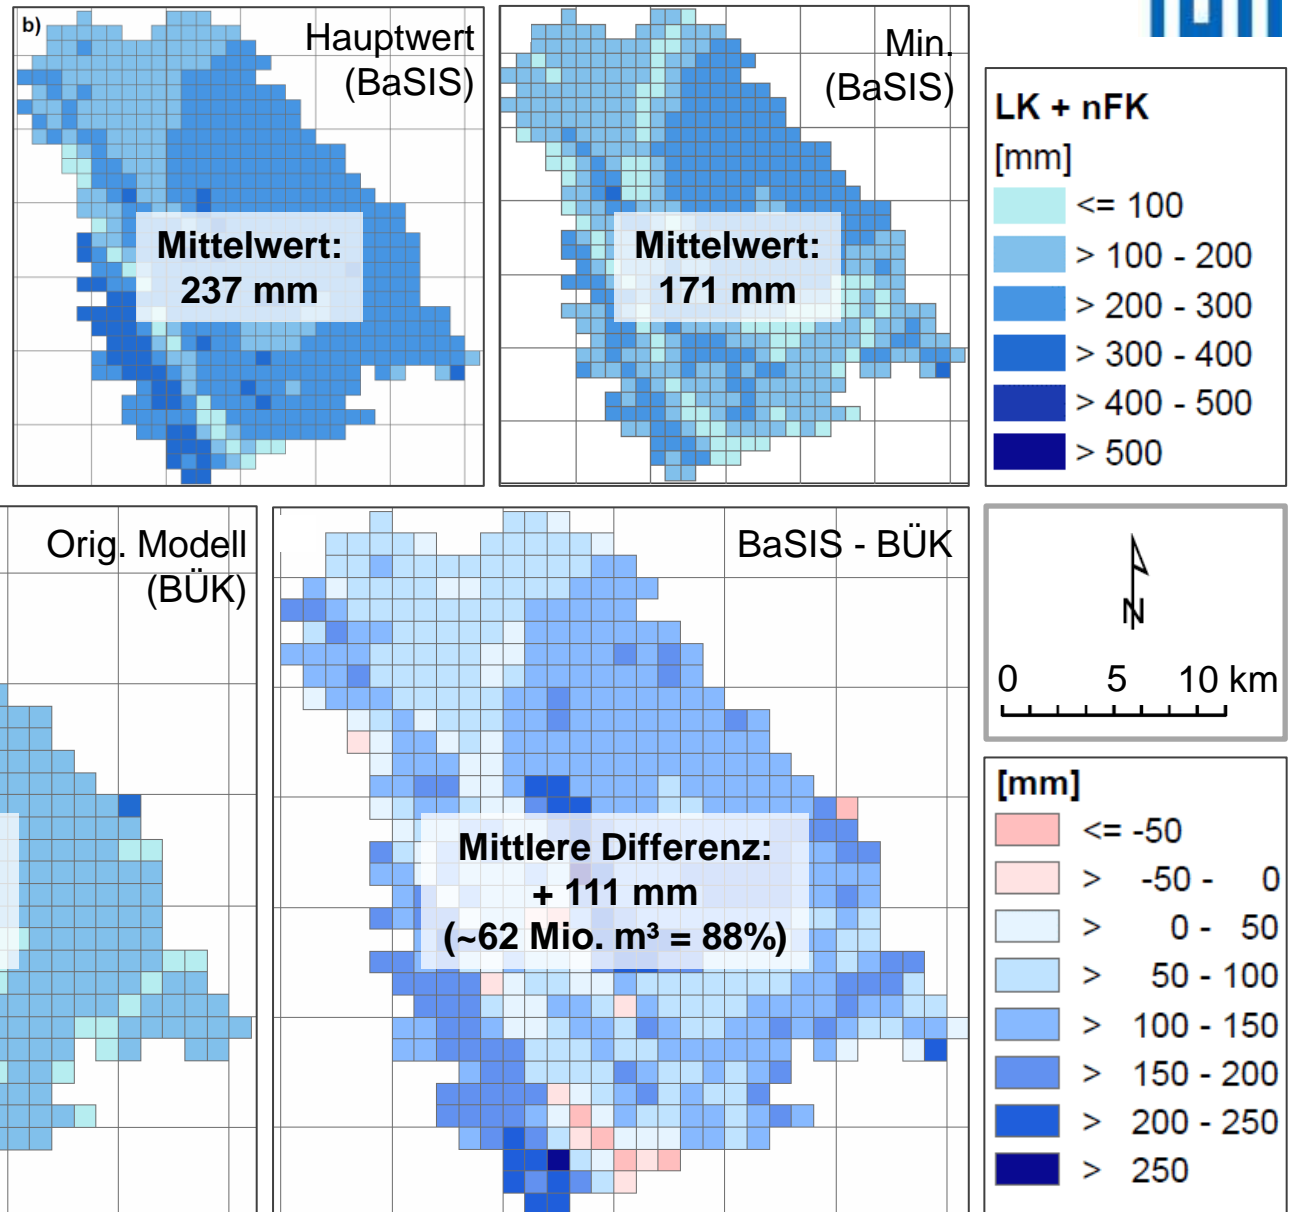 b)
Hauptwert
(BaSIS)
Mittelwert:
237 mm
Min.
(BaSIS)
Mittelwert:
171 mm
LK + nFK
[mm]
<= 100
> 100 - 200
> 200 - 300
> 300 - 400
> 400 - 500
> 500
Orig. Modell
(BÜK)
BaSIS - BÜK
Mittlere Differenz:
+ 111 mm
(~62 Mio. m³ = 88%)
N
0 5 10 km
[mm]
<= -50
> -50 - 0
> 0 - 50
> 50 - 100
> 100 - 150
> 150 - 200
> 200 - 250
> 250